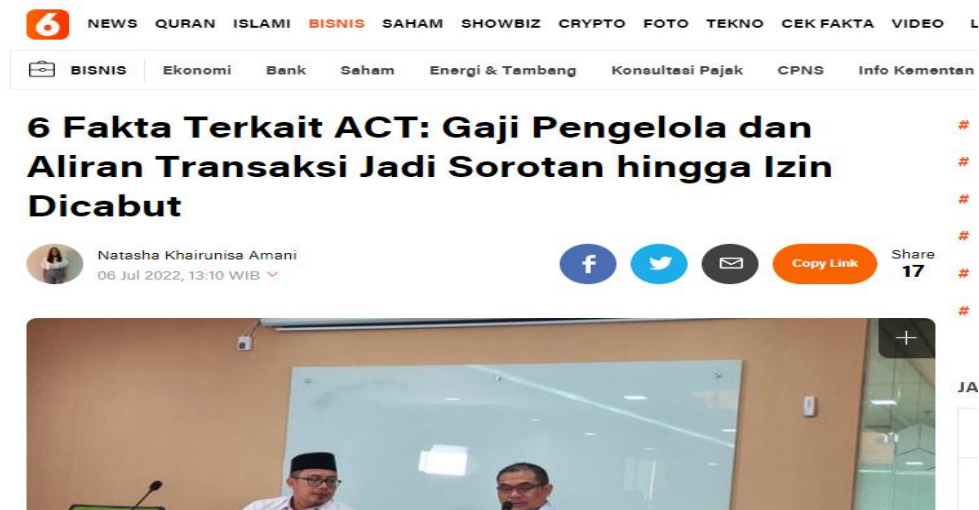 6 NEWS QURAN ISLAMI BISNIS SAHAM SHOWBIZ CRYPTO FOTO TEKNO CEK FAKTA VIDEO
BISNIS Ekonomi Bank Saham Energi & Tambang Konsultasi Pajak CPNS Info Kementan
6 Fakta Terkait ACT: Gaji Pengelola dan
Aliran Transaksi Jadi Sorotan hingga Izin
Dicabut
Natasha Khairunisa Amani
06 Jul 2022, 13:10 WIB
f
Copy Link
Share
17
#
#
#
#
#
#
+
JA